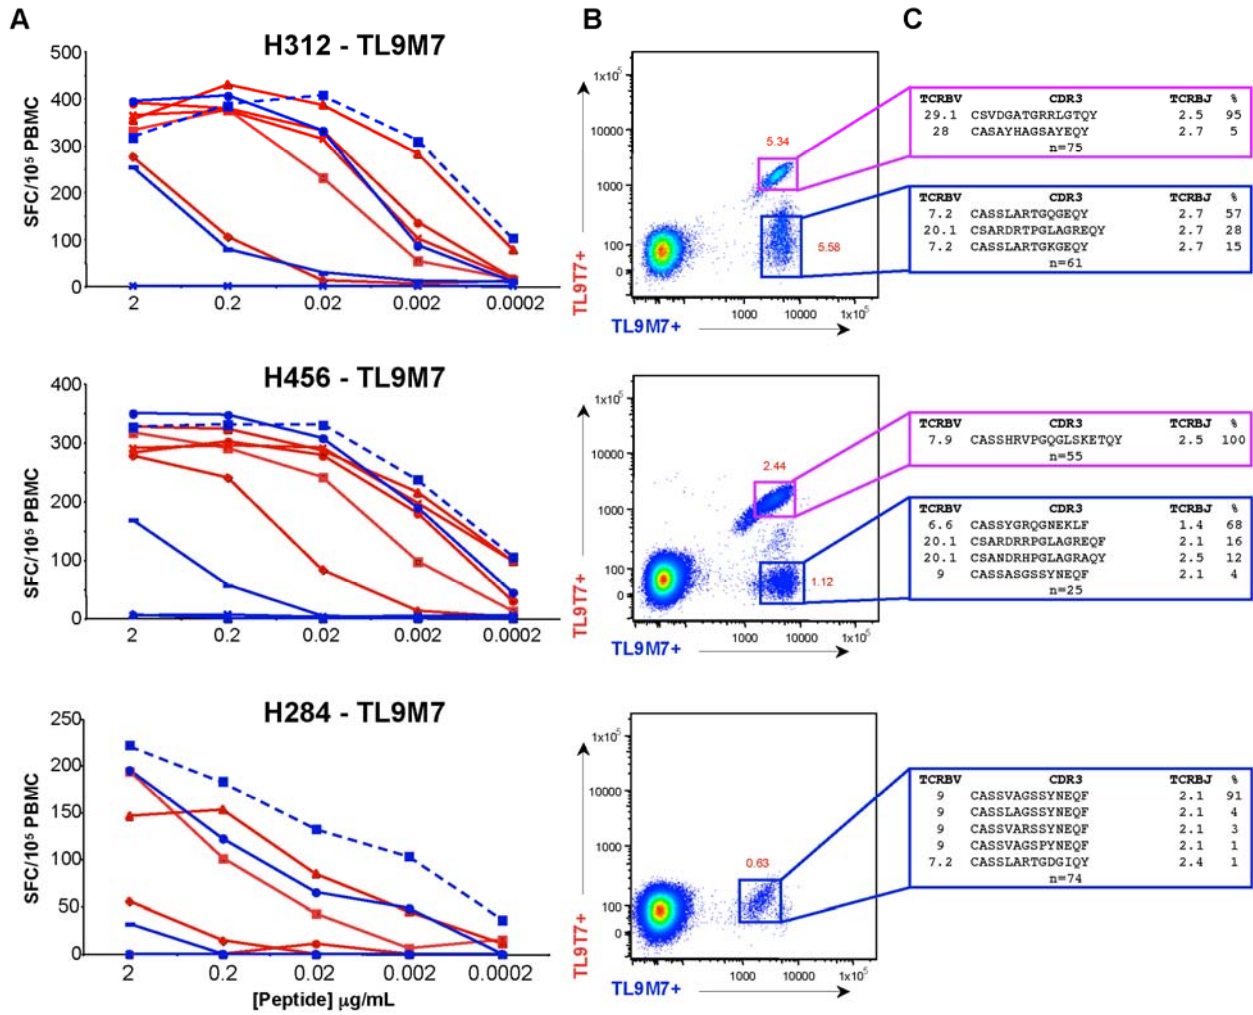 A
B
C
H312 - TL9M7
500
400
300
200
100
0
SFC/10⁵ PBMC
2 0.2 0.02 0.002 0.0002
1x10⁵
10000
1000
100
0
5.34
5.58
TL9T7+
1000 10000 1x10⁵
TL9M7+
TCRBV CDR3 TCRBJ %
29.1 CSVDGATGRRLGTQY 2.5 95
28 CASAYHAGSAYEQY 2.7 5
n=75
TCRBV CDR3 TCRBJ %
7.2 CASSLARTGQGEQY 2.7 57
20.1 CSARDRTPGLAGREQY 2.7 28
7.2 CASSLARTGKGEQY 2.7 15
n=61
H456 - TL9M7
400
300
200
100
0
SFC/10⁵ PBMC
2 0.2 0.02 0.002 0.0002
1x10⁵
10000
1000
100
0
2.44
1.12
TL9T7+
1000 10000 1x10⁵
TL9M7+
TCRBV CDR3 TCRBJ %
7.9 CASSHRVPGQGLSKETQY 2.5 100
n=55
TCRBV CDR3 TCRBJ %
6.6 CASSYGRQGNEKLF 1.4 68
20.1 CSARDRRPGLAGREQF 2.1 16
20.1 CSANDRHPGLAGRAQY 2.5 12
9 CASSASGSSYNEQF 2.1 4
n=25
H284 - TL9M7
250
200
150
100
50
0
SFC/10⁵ PBMC
2 0.2 0.02 0.002 0.0002
[Peptide] µg/mL
1x10⁵
10000
1000
100
0
0.63
TL9T7+
1000 10000 1x10⁵
TL9M7+
TCRBV CDR3 TCRBJ %
9 CASSVAGSSYNEQF 2.1 91
9 CASSLAGSSYNEQF 2.1 4
9 CASSVARSSYNEQF 2.1 3
9 CASSVAGSPYNEQF 2.1 1
7.2 CASSLARTGDGIQY 2.4 1
n=74